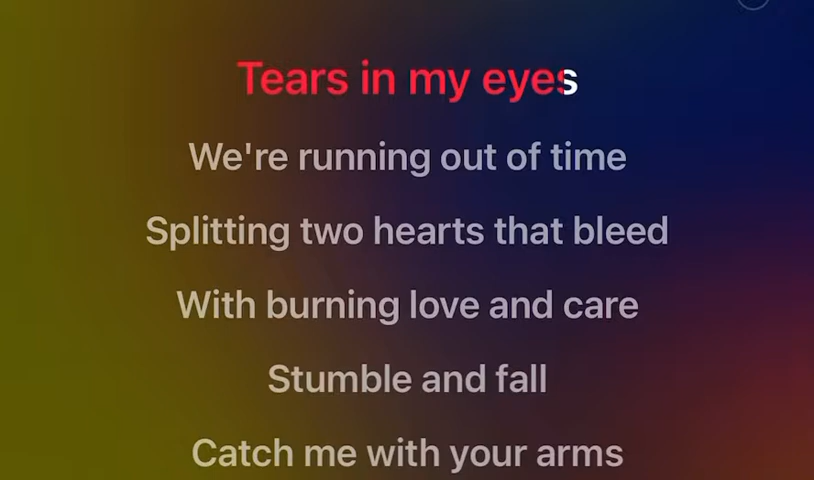 Tears in my eyes
We're running out of time
Splitting two hearts that bleed
With burning love and care
Stumble and fall
Catch me with your arms